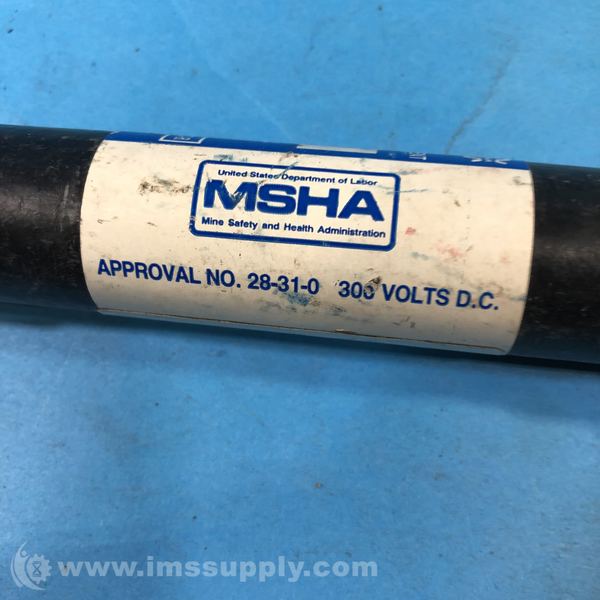 United States Department of Labor
MSHA
Mine Safety and Health Administration
APPROVAL NO. 28-31-0 300 VOLTS D.C.
www.imssupply.com